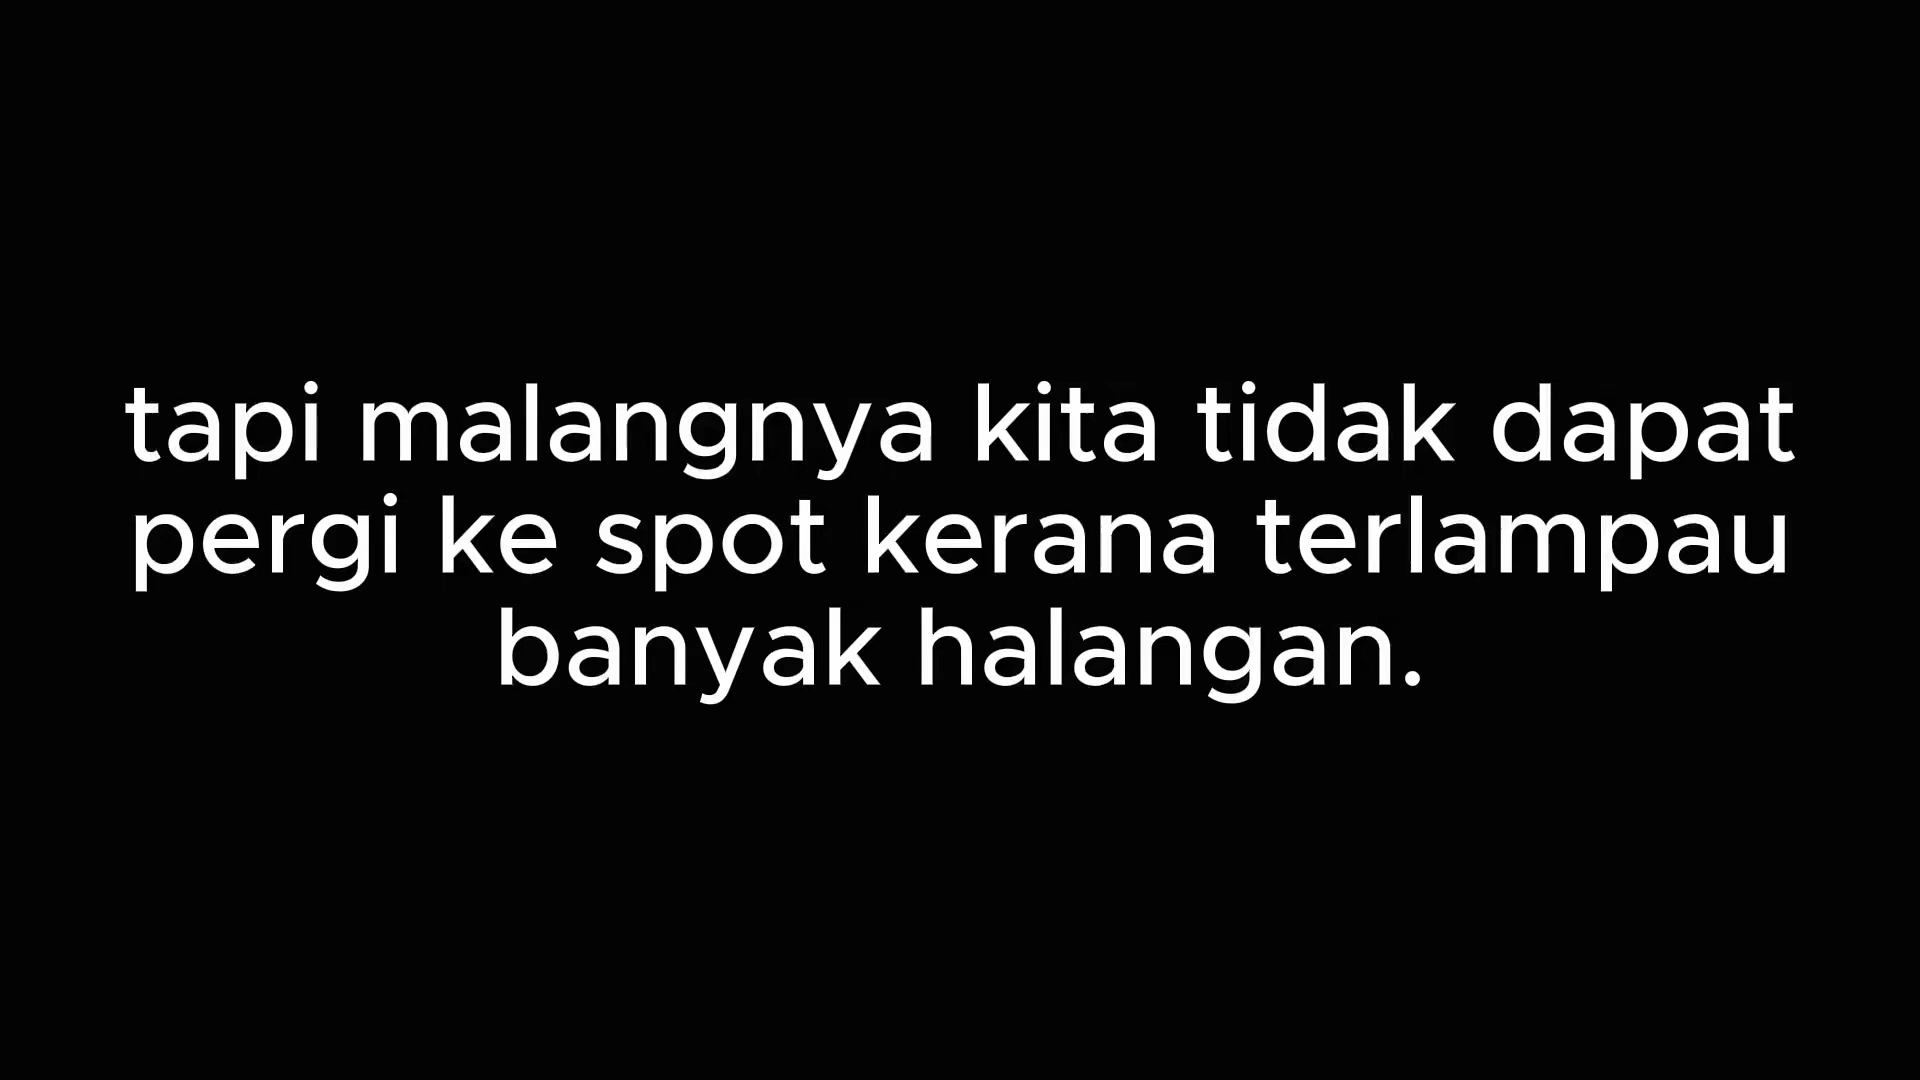 tapi malangnya kita tidak dapat
pergi ke spot kerana terlampau
banyak halangan.